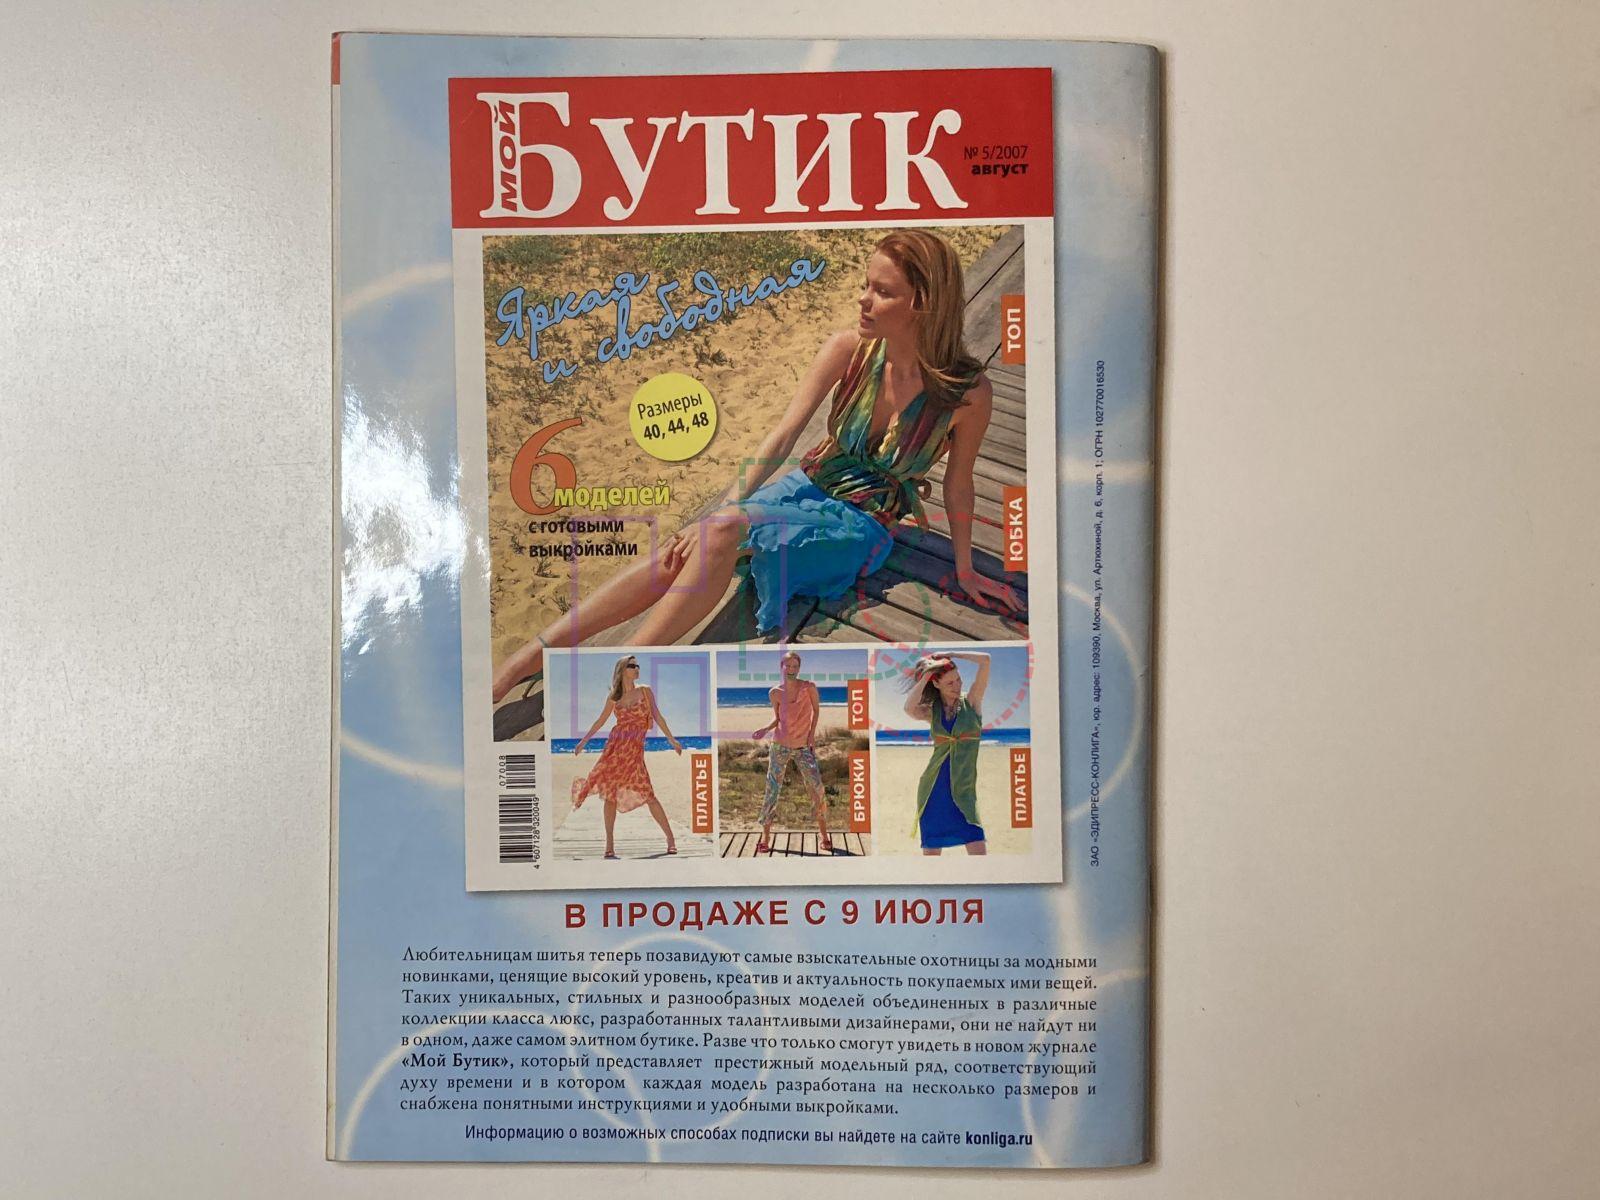 МОЙ
БУТИК
№ 5/2007
август
Яркая
и свободная
Размеры
40, 44, 48
6
моделей
с готовыми
выкройками
ТОП
ЮБКА
ПЛАТЬЕ
ТОП
БРЮКИ
ПЛАТЬЕ
07008
4 607128 320049
ЗАО «ЭДИПРЕСС-КОНЛИГА», юр. адрес: 109390, Москва, ул. Артюхиной, д. 6, корп. 1; ОГРН 1027700016530
В ПРОДАЖЕ С 9 ИЮЛЯ
Любительницам шитья теперь позавидуют самые взыскательные охотницы за модными
новинками, ценящие высокий уровень, креатив и актуальность покупаемых ими вещей.
Таких уникальных, стильных и разнообразных моделей объединенных в различные
коллекции класса люкс, разработанных талантливыми дизайнерами, они не найдут ни
в одном, даже самом элитном бутике. Разве что только смогут увидеть в новом журнале
«Мой Бутик», который представляет престижный модельный ряд, соответствующий
духу времени и в котором каждая модель разработана на несколько размеров и
снабжена понятными инструкциями и удобными выкройками.
Информацию о возможных способах подписки вы найдете на сайте konliga.ru